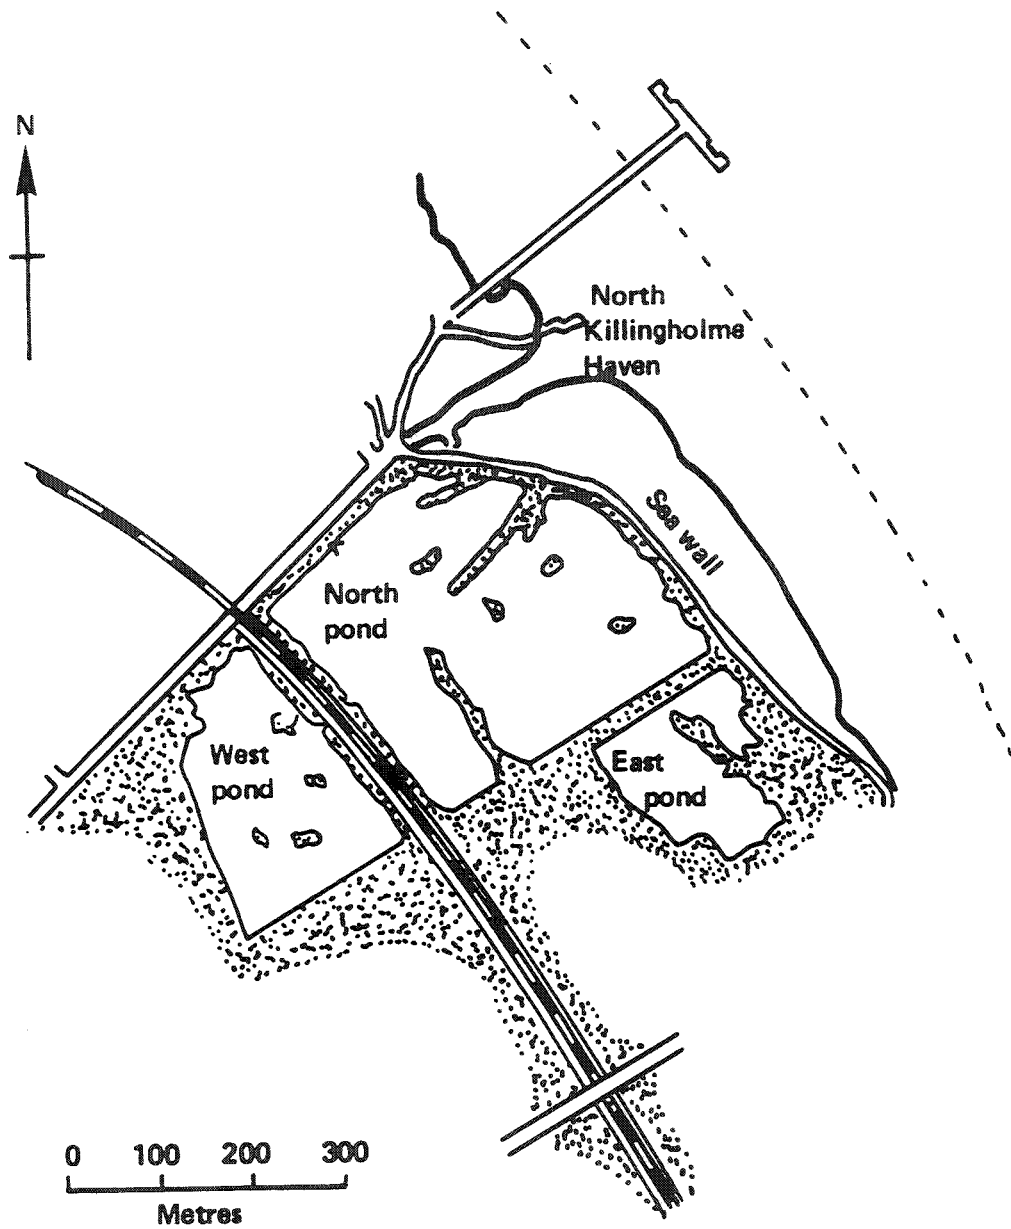 N
North
Killingholme
Haven
Sea wall
North
pond
West
pond
East
pond
0 100 200 300
Metres